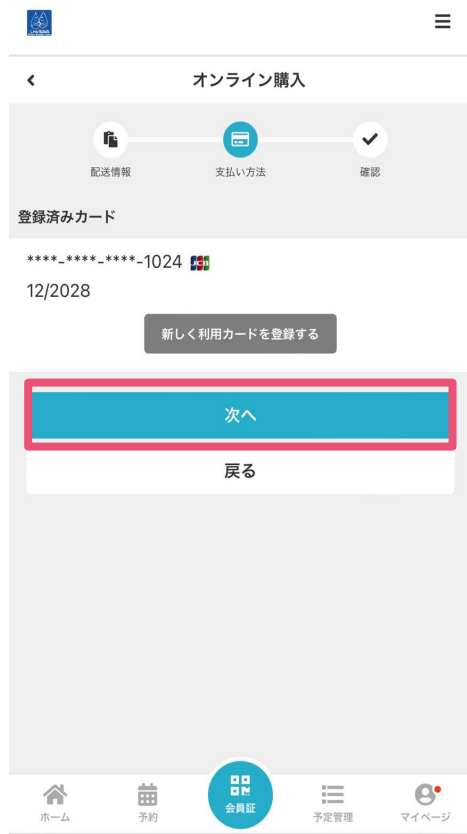 オンライン購入
配送情報
支払い方法
確認
登録済みカード
****-****-****-1024 JCB
12/2028
新しく利用カードを登録する
次へ
戻る
ホーム
予約
会員証
予定管理
マイページ